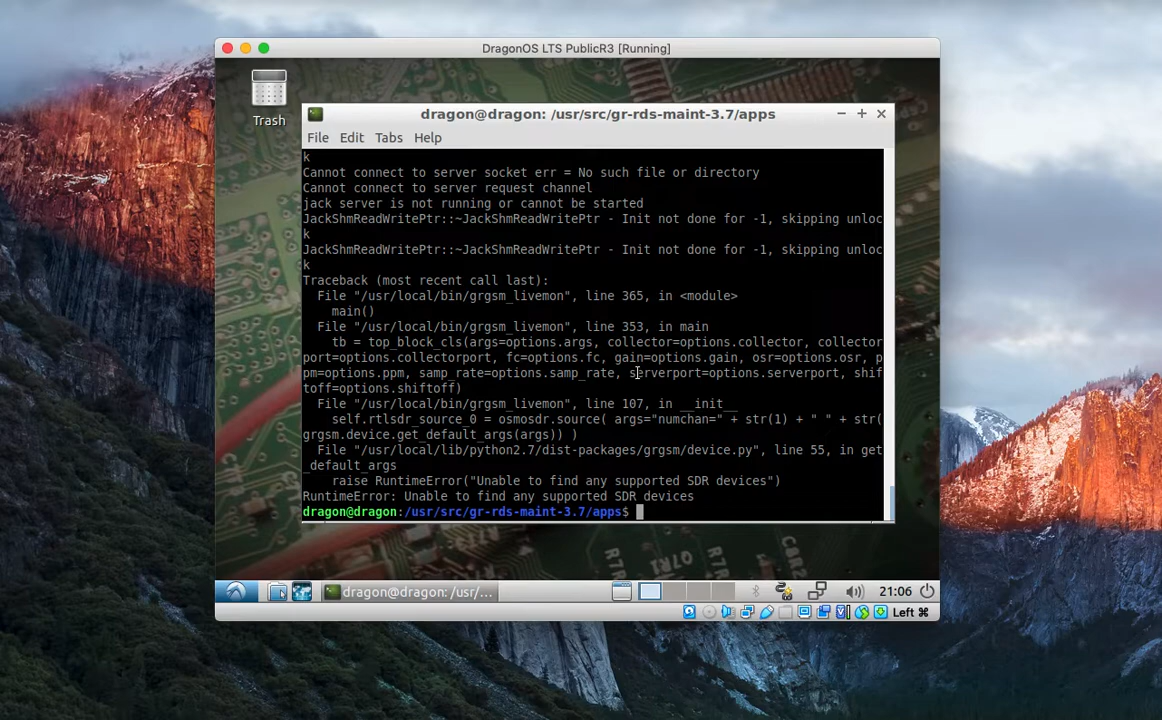 DragonOS LTS PublicR3 [Running]
Trash
dragon@dragon: /usr/src/gr-rds-maint-3.7/apps
File Edit Tabs Help
k
Cannot connect to server socket err = No such file or directory
Cannot connect to server request channel
jack server is not running or cannot be started
JackShmReadWritePtr::~JackShmReadWritePtr - Init not done for -1, skipping unloc
k
JackShmReadWritePtr::~JackShmReadWritePtr - Init not done for -1, skipping unloc
k
Traceback (most recent call last):
File "/usr/local/bin/grgsm_livemon", line 365, in <module>
main()
File "/usr/local/bin/grgsm_livemon", line 353, in main
tb = top_block_cls(args=options.args, collector=options.collector, collector
port=options.collectorport, fc=options.fc, gain=options.gain, osr=options.osr, p
pm=options.ppm, samp_rate=options.samp_rate, serverport=options.serverport, shif
toff=options.shiftoff)
File "/usr/local/bin/grgsm_livemon", line 107, in __init__
self.rtlsdr_source_0 = osmosdr.source( args="numchan=" + str(1) + " " + str(
grgsm.device.get_default_args(args)) )
File "/usr/local/lib/python2.7/dist-packages/grgsm/device.py", line 55, in get
_default_args
raise RuntimeError("Unable to find any supported SDR devices")
RuntimeError: Unable to find any supported SDR devices
dragon@dragon:/usr/src/gr-rds-maint-3.7/apps$
R70
R7
C82
dragon@dragon: /usr/...
21:06
Left ⌘